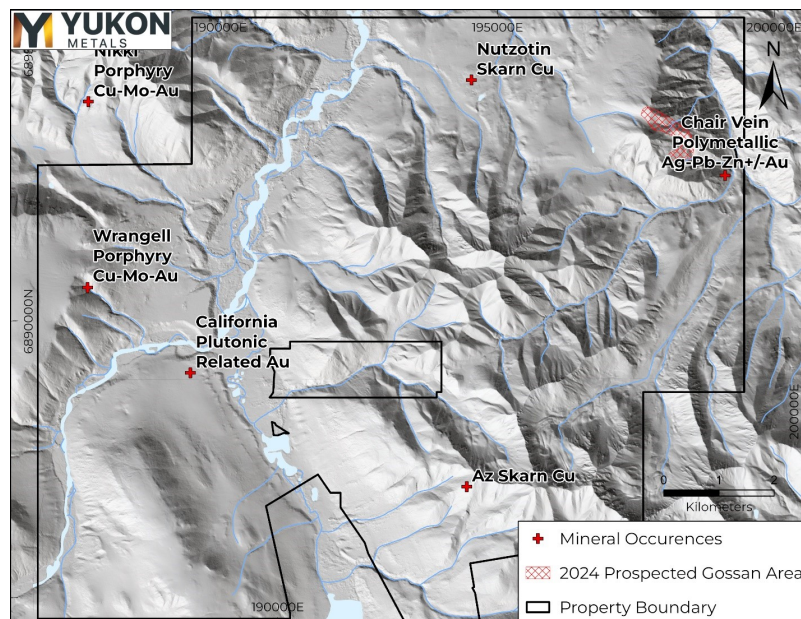 YUKON
METALS
190000E
195000E
200000E
N
Nikki
Porphyry
Cu-Mo-Au
Nutzotin
Skarn Cu
Chair Vein
Polymetallic
Ag-Pb-Zn+/-Au
Wrangell
Porphyry
Cu-Mo-Au
6890000N
California
Plutonic
Related Au
200000E
Az Skarn Cu
0 1 2
Kilometers
190000E
Mineral Occurences
2024 Prospected Gossan Area
Property Boundary